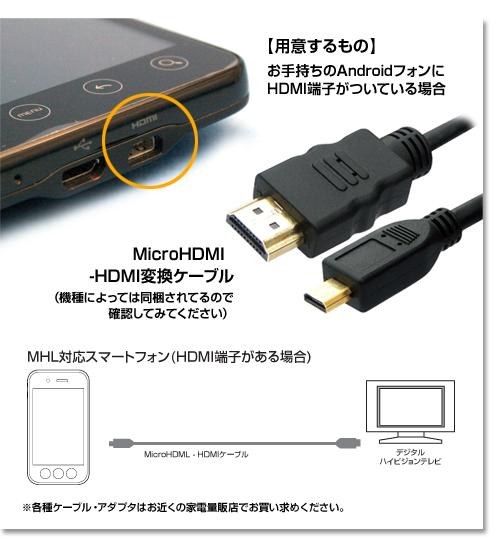 【用意するもの】
お手持ちのAndroidフォンに
HDMI端子がついている場合
MENU
HDMI
MicroHDMI
-HDMI変換ケーブル
(機種によっては同梱されてるので
確認してみてください)
MHL対応スマートフォン(HDMI端子がある場合)
MicroHDML - HDMIケーブル
デジタル
ハイビジョンテレビ
※各種ケーブル・アダプタはお近くの家電量販店でお買い求めください。